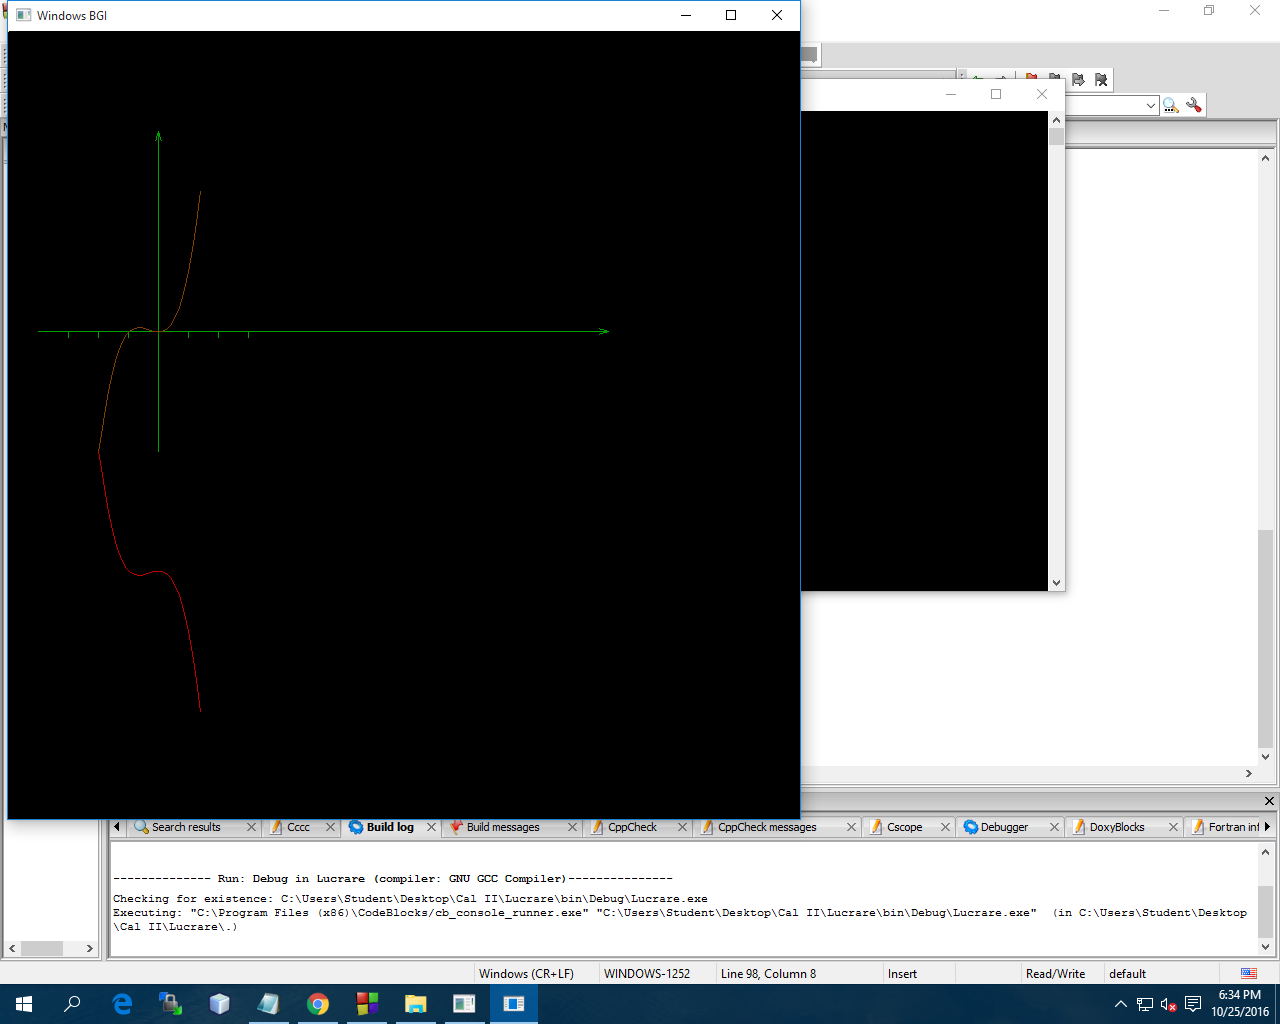 Windows BGI
Search results
Cccc
Build log
Build messages
CppCheck
CppCheck messages
Cscope
Debugger
DoxyBlocks
Fortran inf
-------------- Run: Debug in Lucrare (compiler: GNU GCC Compiler)---------------
Checking for existence: C:\Users\Student\Desktop\Cal II\Lucrare\bin\Debug\Lucrare.exe
Executing: "C:\Program Files (x86)\CodeBlocks/cb_console_runner.exe" "C:\Users\Student\Desktop\Cal II\Lucrare\bin\Debug\Lucrare.exe"  (in C:\Users\Student\Desktop
\Cal II\Lucrare\.)
Windows (CR+LF)
WINDOWS-1252
Line 98, Column 8
Insert
Read/Write
default
6:34 PM
10/25/2016